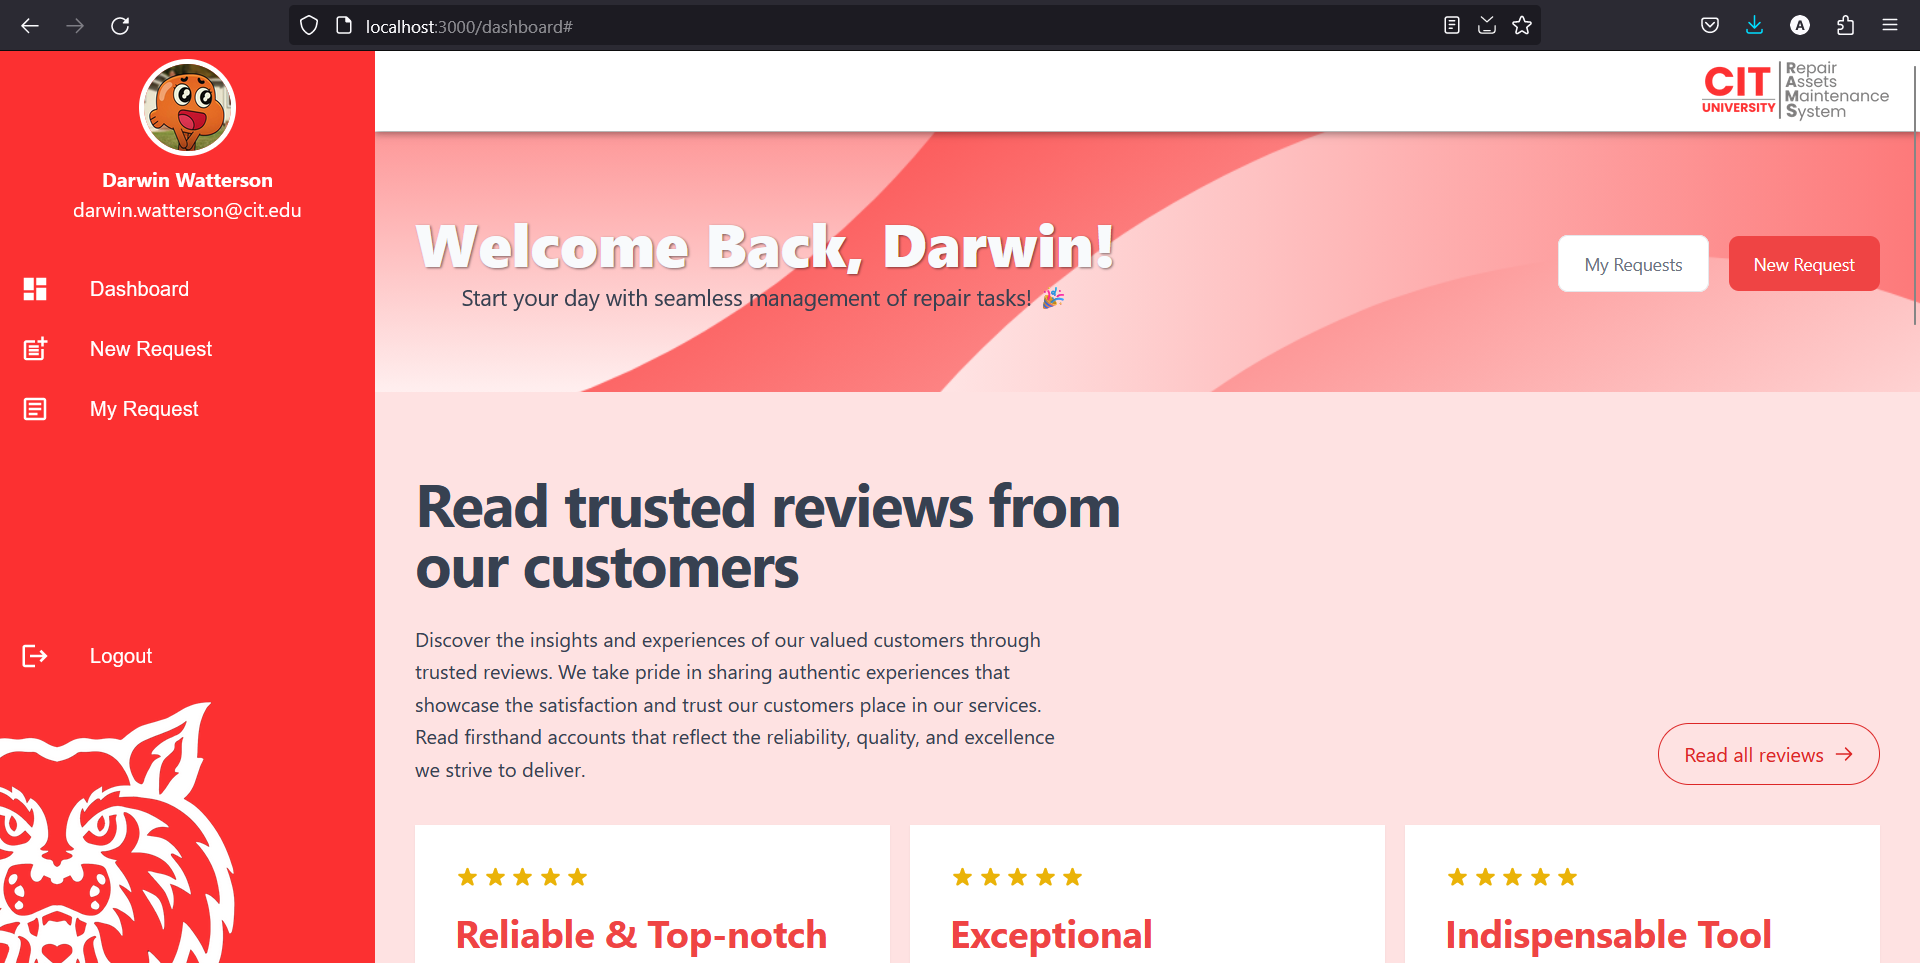 localhost:3000/dashboard#
A
CIT
UNIVERSITY
Repair
Assets
Maintenance
System
Darwin Watterson
darwin.watterson@cit.edu
Dashboard
New Request
My Request
Logout
Welcome Back, Darwin!
Start your day with seamless management of repair tasks! 🎉
My Requests
New Request
Read trusted reviews from
our customers
Discover the insights and experiences of our valued customers through
trusted reviews. We take pride in sharing authentic experiences that
showcase the satisfaction and trust our customers place in our services.
Read firsthand accounts that reflect the reliability, quality, and excellence
we strive to deliver.
Read all reviews →
Reliable & Top-notch
Exceptional
Indispensable Tool